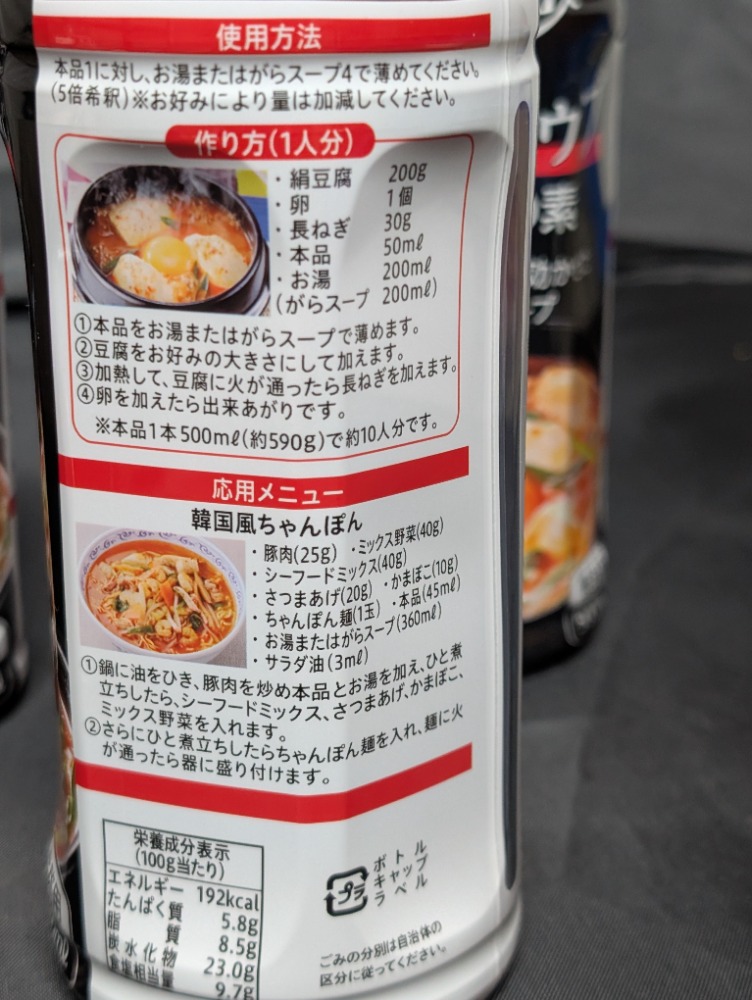 使用方法
本品1に対し、お湯またはがらスープ4で薄めてください。
(5倍希釈)※お好みにより量は加減してください。
作り方(1人分)
・絹豆腐 200g
・卵 1個
・長ねぎ 30g
・本品 50mℓ
・お湯 200mℓ
(がらスープ 200mℓ)
①本品をお湯またはがらスープで薄めます。
②豆腐をお好みの大きさにして加えます。
③加熱して、豆腐に火が通ったら長ねぎを加えます。
④卵を加えたら出来あがりです。
※本品1本500mℓ(約590g)で約10人分です。
応用メニュー
韓国風ちゃんぽん
・豚肉(25g) ・ミックス野菜(40g)
・シーフードミックス(40g)
・さつまあげ(20g) ・かまぼこ(10g)
・ちゃんぽん麺(1玉) ・本品(45mℓ)
・お湯またはがらスープ(360mℓ)
・サラダ油(3mℓ)
①鍋に油をひき、豚肉を炒め本品とお湯を加え、ひと煮
立ちしたら、シーフードミックス、さつまあげ、かまぼこ、
ミックス野菜を入れます。
②さらにひと煮立ちしたらちゃんぽん麺を入れ、麺に火
が通ったら器に盛り付けます。
栄養成分表示
(100g当たり)
エネルギー 192kcal
たんぱく質 5.8g
脂質 8.5g
炭水化物 23.0g
食塩相当量 9.7g
プラ
ボトル
キャップ
ラベル
ごみの分別は自治体の
区分に従ってください。
の素
プ